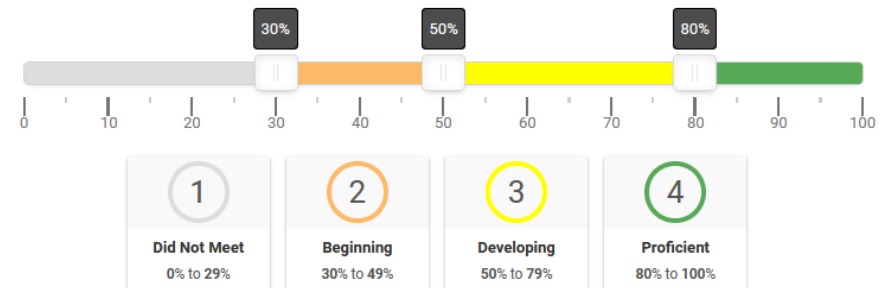 30% 50% 80%
0 10 20 30 40 50 60 70 80 90 100
1 2 3 4
Did Not Meet Beginning Developing Proficient
0% to 29% 30% to 49% 50% to 79% 80% to 100%